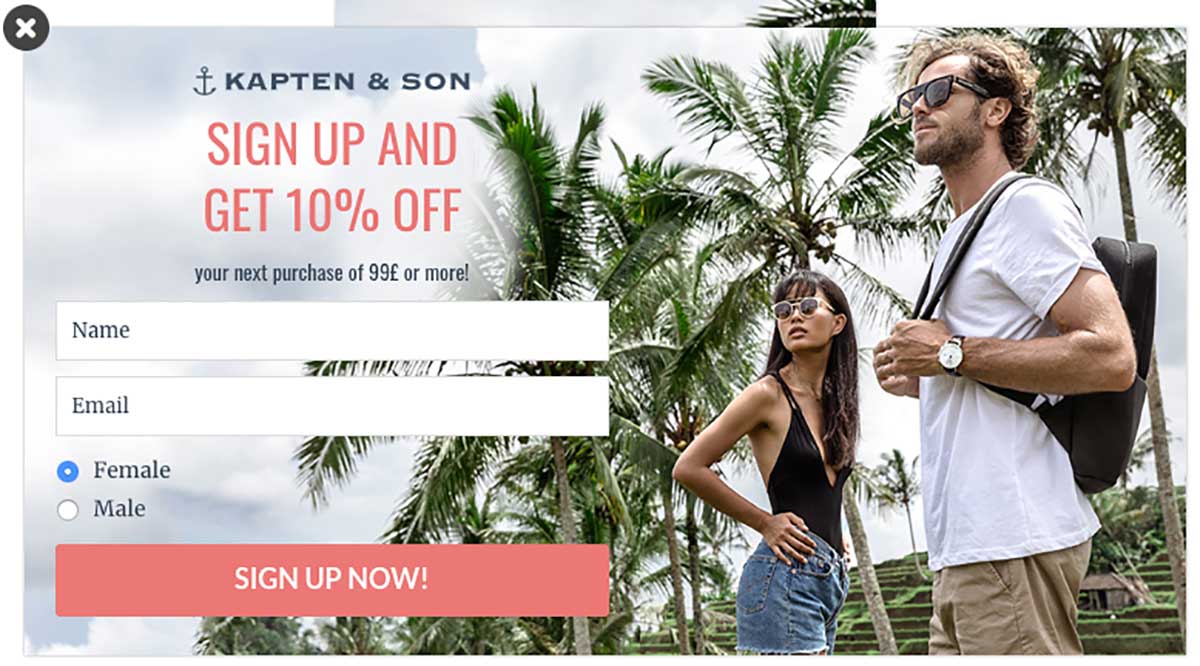 KAPTEN & SON
SIGN UP AND
GET 10% OFF
your next purchase of 99£ or more!
Name
Email
Female
Male
SIGN UP NOW!